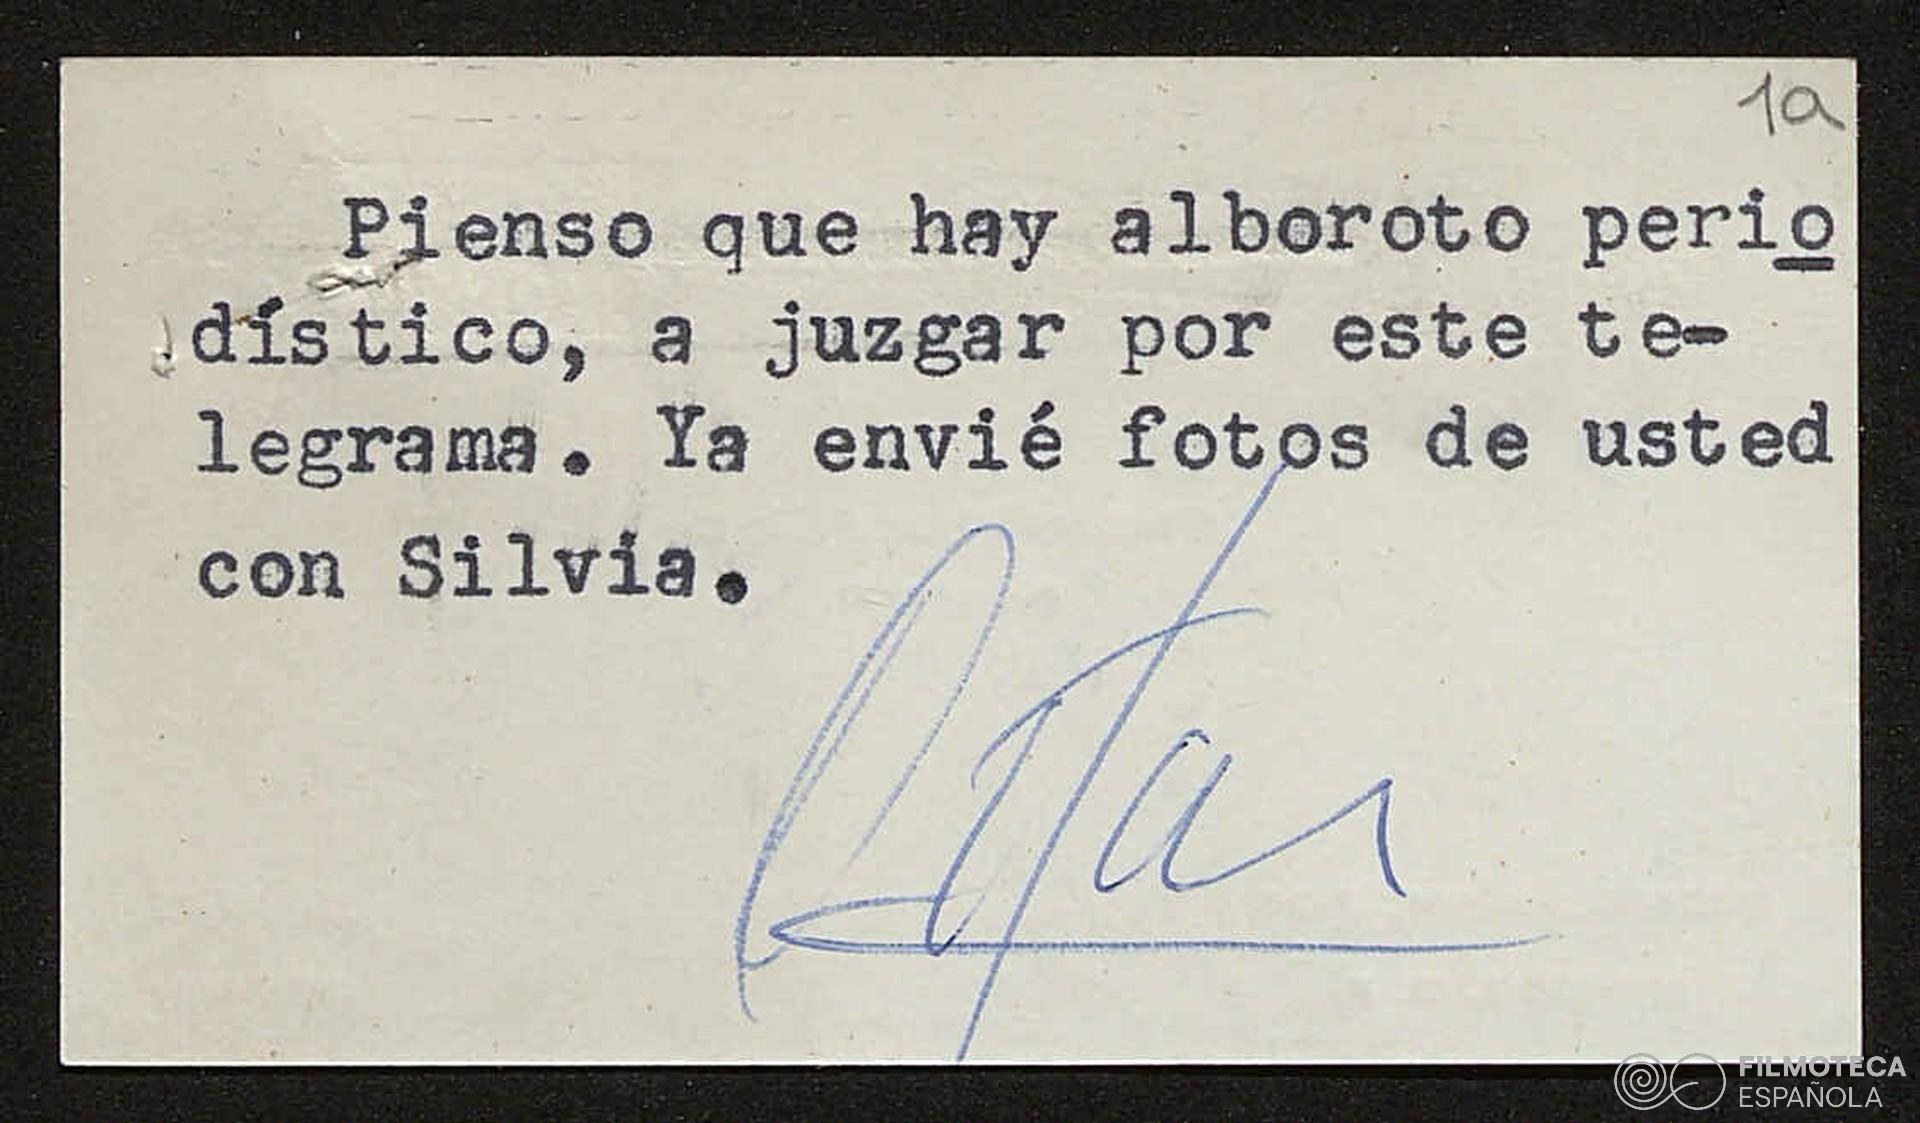 1a
Pienso que hay alboroto perio
dístico, a juzgar por este te-
legrama. Ya envié fotos de usted
con Silvia.
FILMOTECA
ESPAÑOLA